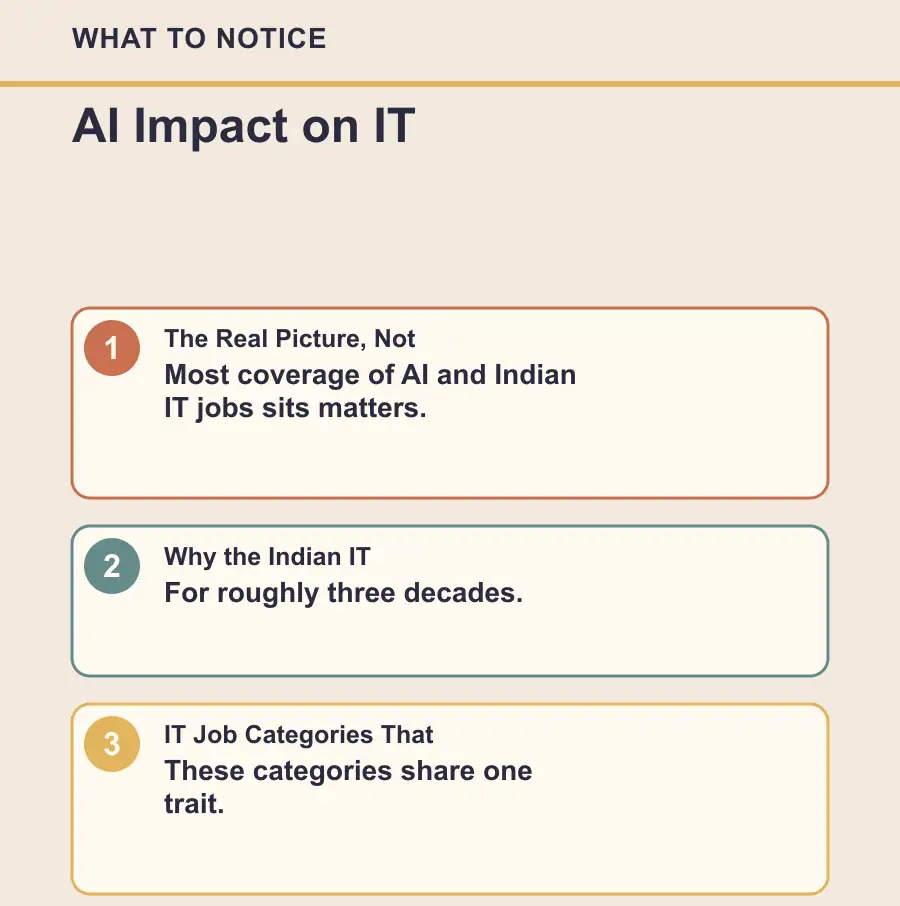 WHAT TO NOTICE
AI Impact on IT
1
The Real Picture, Not
Most coverage of AI and Indian
IT jobs sits matters.
2
Why the Indian IT
For roughly three decades.
3
IT Job Categories That
These categories share one
trait.